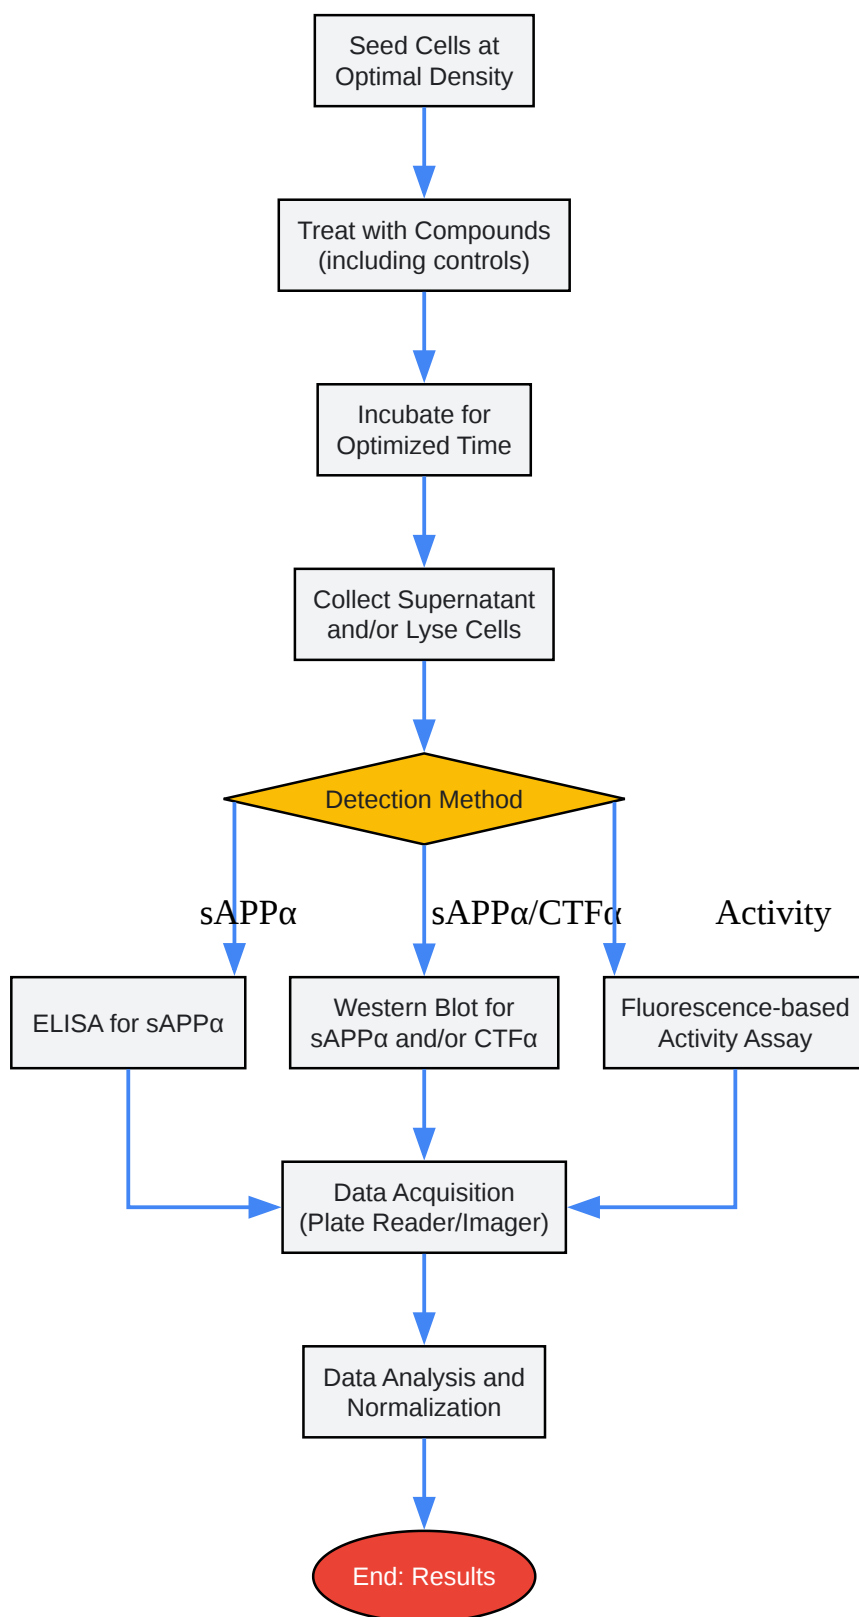 Seed Cells at
Optimal Density
Treat with Compounds
(including controls)
Incubate for
Optimized Time
Collect Supernatant
and/or Lyse Cells
Detection Method
sAPPα
sAPPα/CTFα
Activity
ELISA for sAPPα
Western Blot for
sAPPα and/or CTFα
Fluorescence-based
Activity Assay
Data Acquisition
(Plate Reader/Imager)
Data Analysis and
Normalization
End: Results